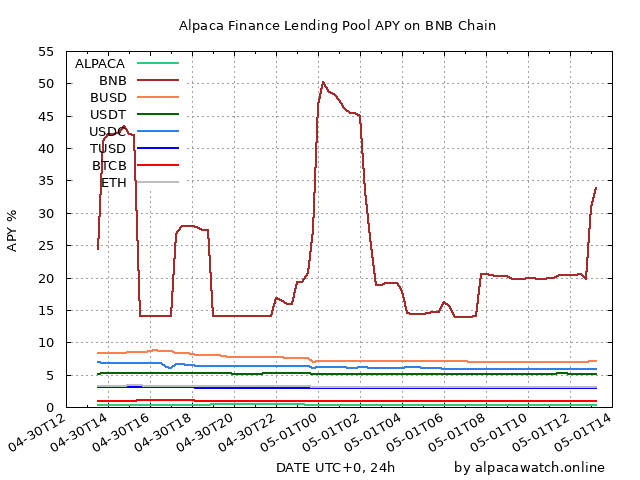 Alpaca Finance Lending Pool APY on BNB Chain
APY %
55
50
45
40
35
30
25
20
15
10
5
0
ALPACA
BNB
BUSD
USDT
USDC
TUSD
BTCB
ETH
04-30T12
04-30T14
04-30T16
04-30T18
04-30T20
04-30T22
05-01T00
05-01T02
05-01T04
05-01T06
05-01T08
05-01T10
05-01T12
05-01T14
DATE UTC+0, 24h
by alpacawatch.online